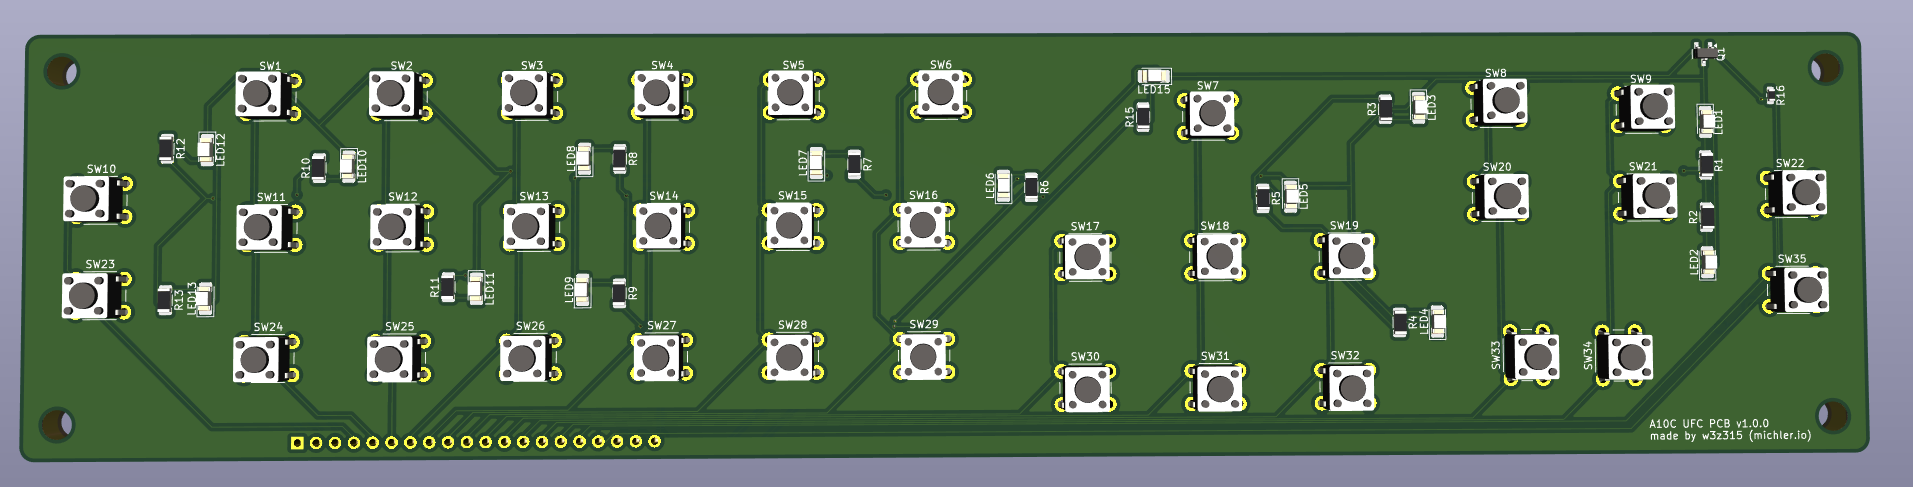 SW1
SW2
SW3
SW4
SW5
SW6
SW7
SW8
SW9
Q1
LED15
R15
R3
LED3
LED1
R16
R12
LED12
R10
LED10
LED8
R8
LED7
R7
R1
SW10
SW11
SW12
SW13
SW14
SW15
SW16
LED6
R6
SW17
SW18
R5
LED5
SW19
SW20
SW21
SW22
R2
LED2
SW23
R13
LED13
R11
LED11
LED9
R9
R4
LED4
SW35
SW24
SW25
SW26
SW27
SW28
SW29
SW30
SW31
SW32
SW33
SW34
A10C UFC PCB v1.0.0
made by w3z315 (michler.io)